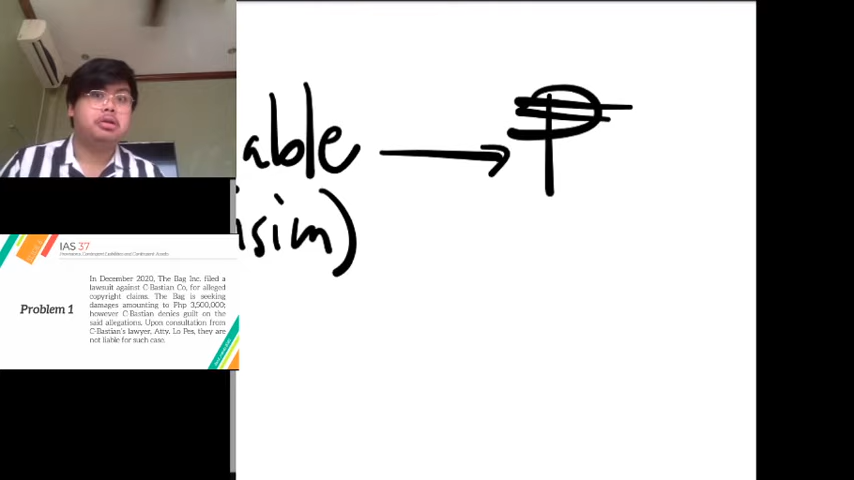 able
sim)
₱
IAS 37
Provisions, Contingent Liabilities and Contingent Assets
Problem 1
In December 2020, The Bag Inc. filed a
lawsuit against C-Bastian Co, for alleged
copyright claims. The Bag is seeking
damages amounting to Php 3,500,000;
however C-Bastian denies guilt on the
said allegations. Upon consultation from
C-Bastian's lawyer, Atty. Lo Pes, they are
not liable for such case.